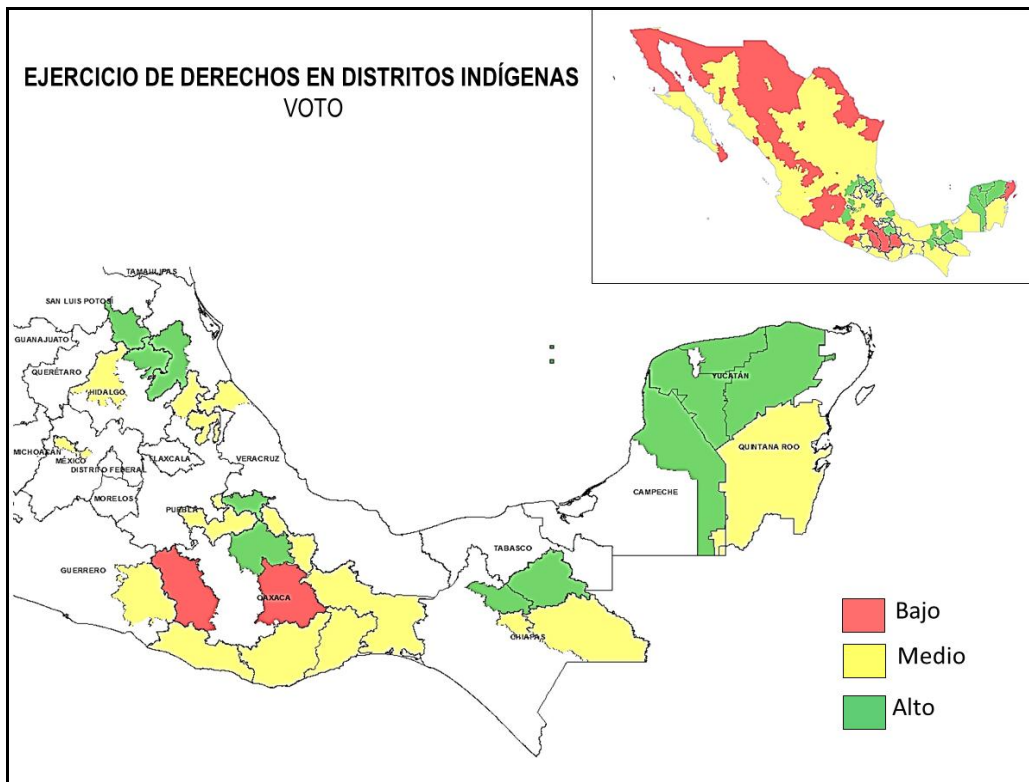 EJERCICIO DE DERECHOS EN DISTRITOS INDÍGENAS
VOTO
TAMAULIPAS
SAN LUIS POTOSÍ
GUANAJUATO
QUERÉTARO
HIDALGO
MICHOACÁN
MÉXICO
DISTRITO FEDERAL
TLAXCALA
VERACRUZ
MORELOS
PUEBLA
GUERRERO
OAXACA
TABASCO
CHIAPAS
CAMPECHE
YUCATÁN
QUINTANA ROO
Bajo
Medio
Alto